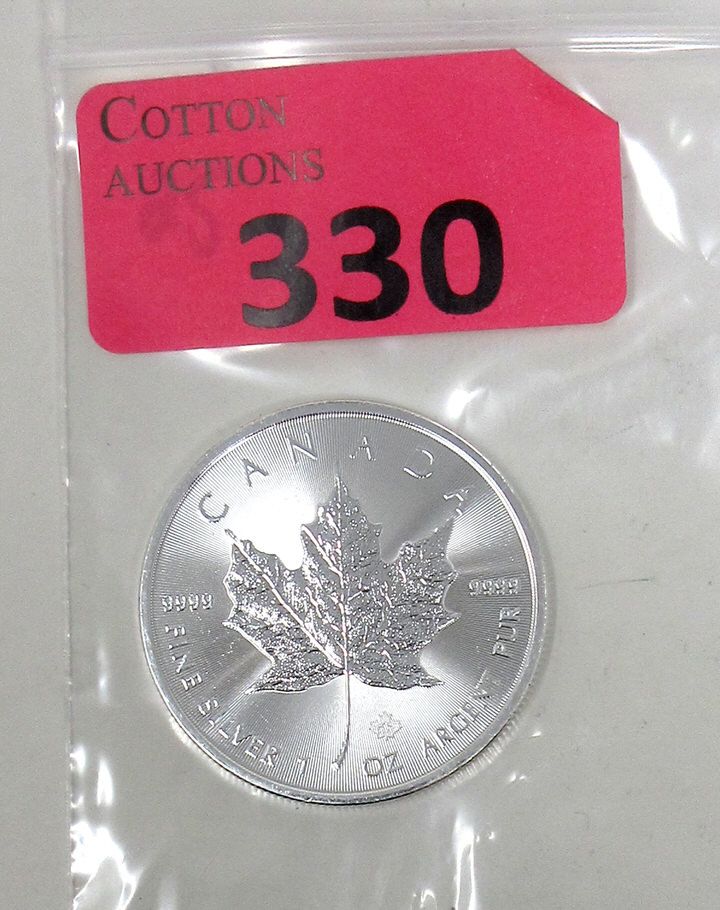 COTTON
AUCTIONS
330
CANADA
9999
9999
FINE SILVER 1 OZ ARGENT PUR